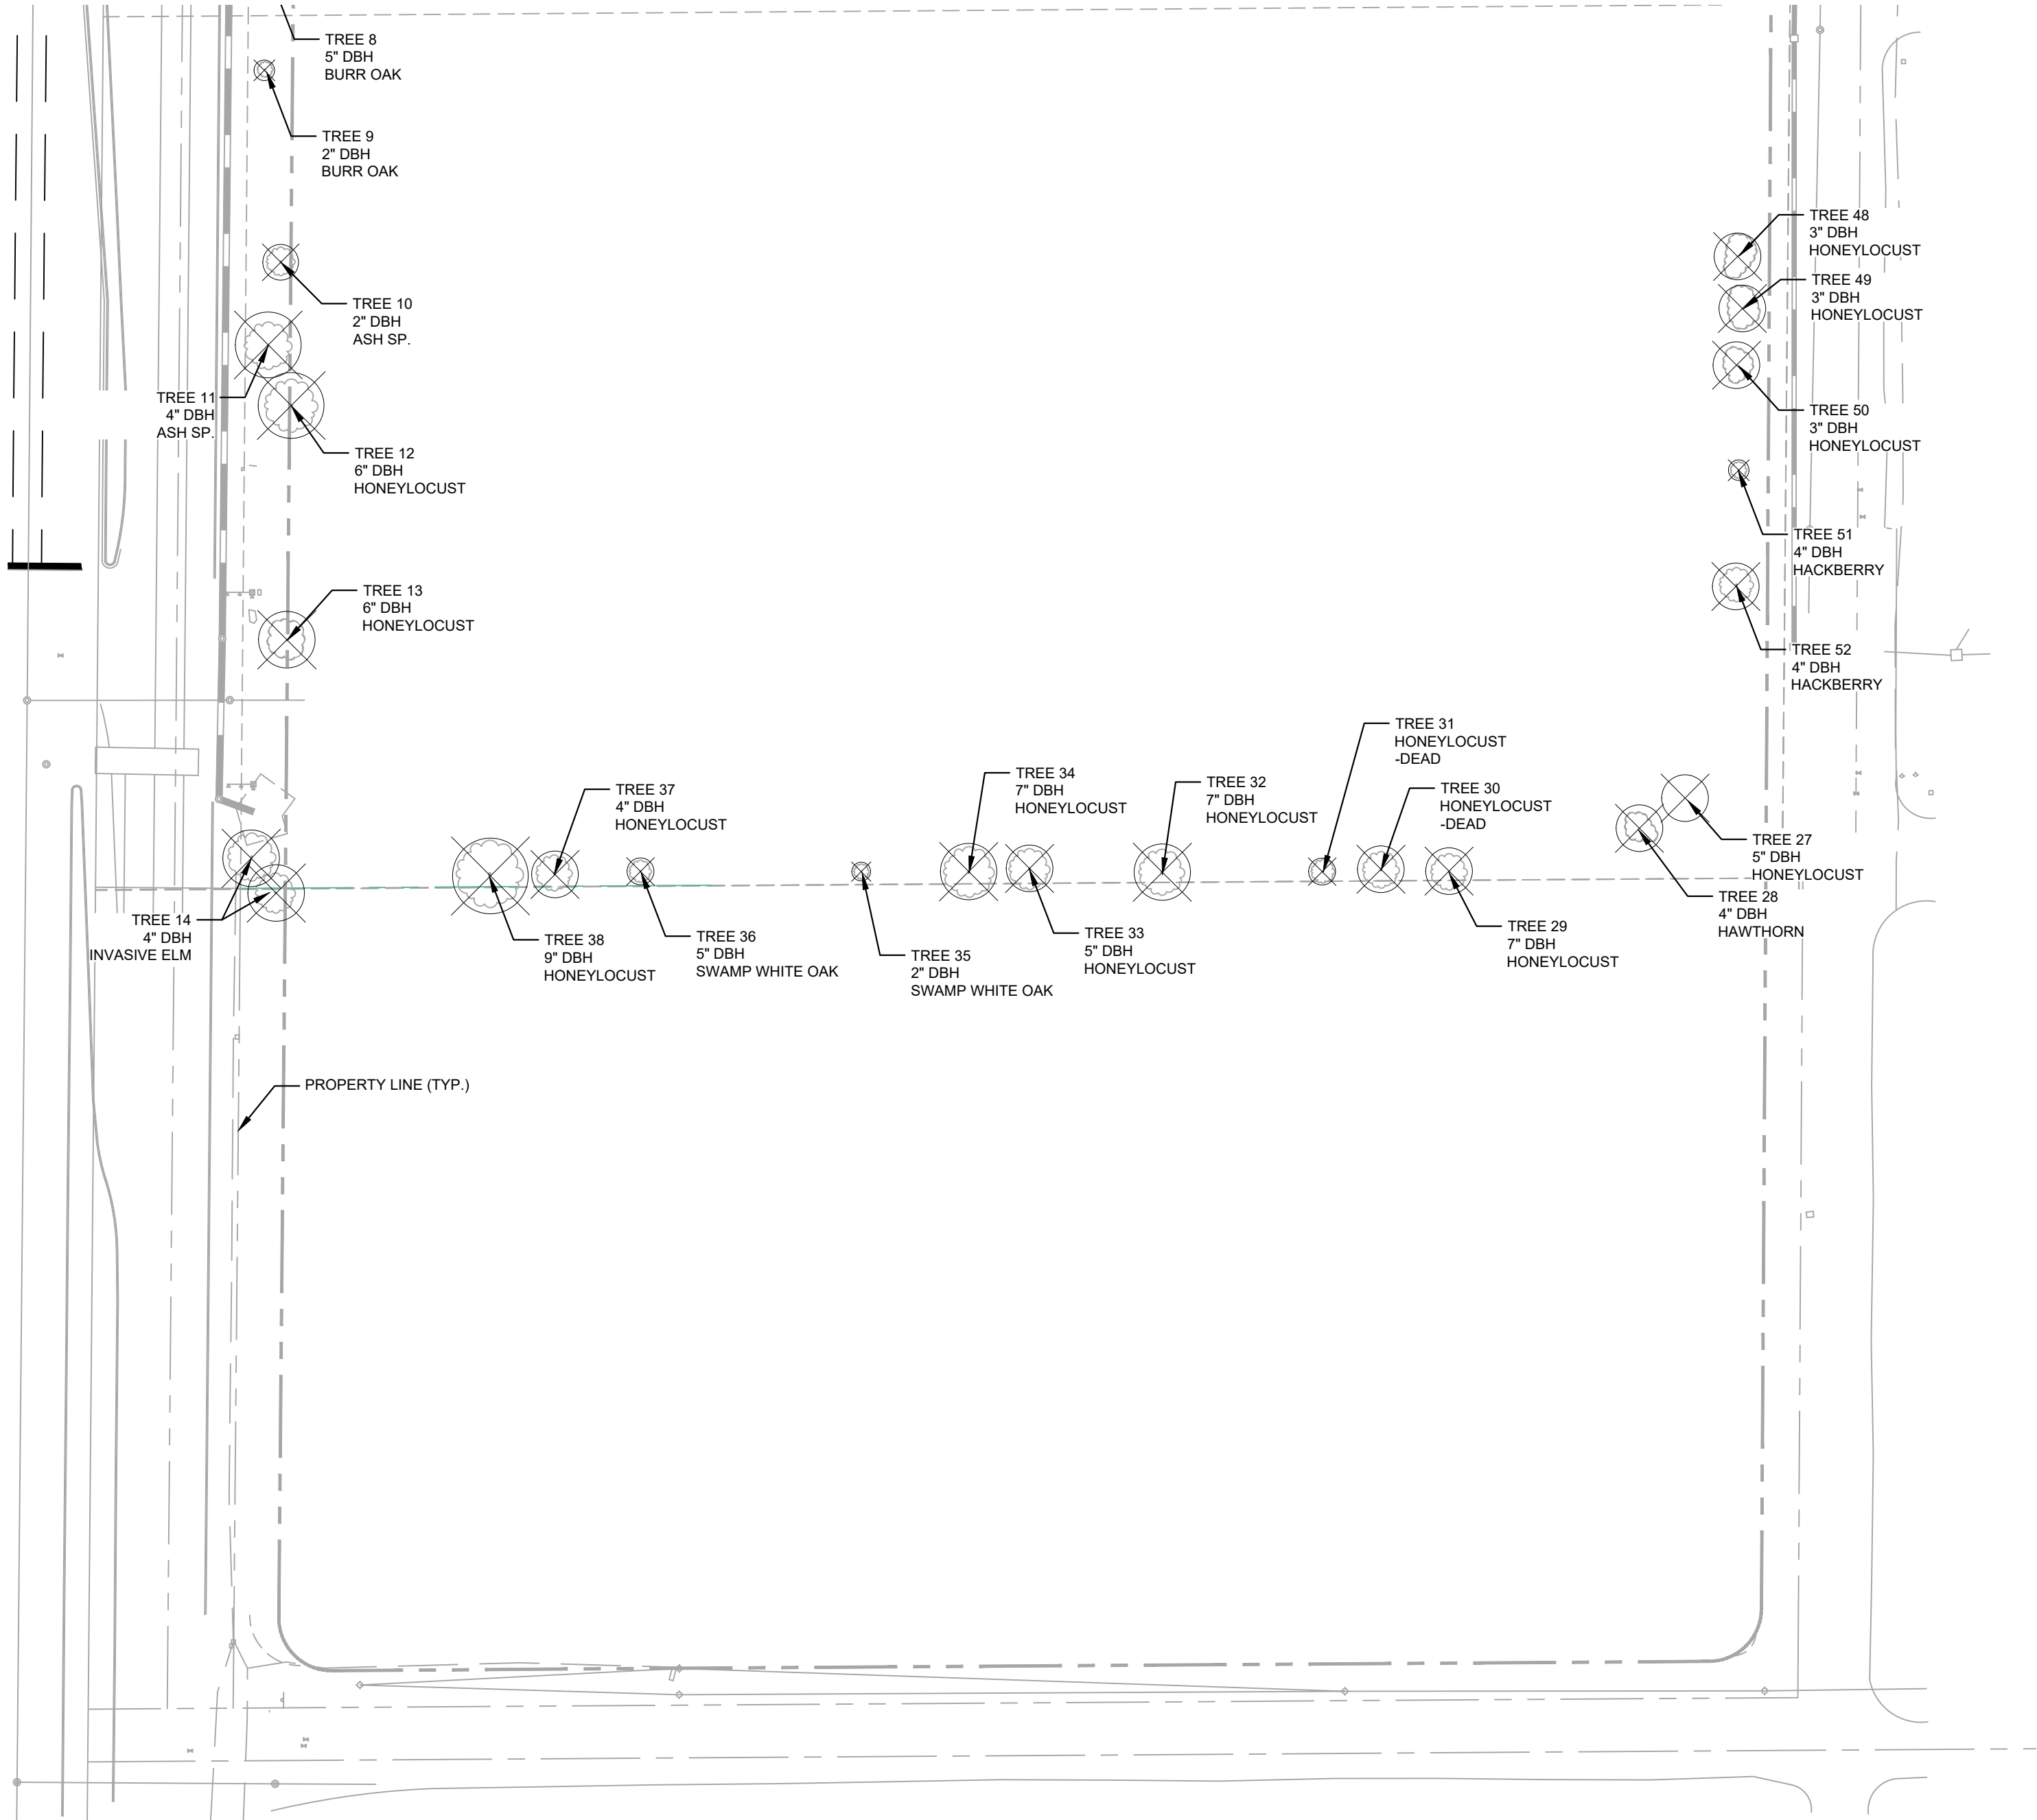 TREE 8
5" DBH
BURR OAK
TREE 9
2" DBH
BURR OAK
TREE 10
2" DBH
ASH SP.
TREE 11
4" DBH
ASH SP.
TREE 12
6" DBH
HONEYLOCUST
TREE 13
6" DBH
HONEYLOCUST
TREE 48
3" DBH
HONEYLOCUST
TREE 49
3" DBH
HONEYLOCUST
TREE 50
3" DBH
HONEYLOCUST
TREE 51
4" DBH
HACKBERRY
TREE 52
4" DBH
HACKBERRY
TREE 37
4" DBH
HONEYLOCUST
TREE 34
7" DBH
HONEYLOCUST
TREE 32
7" DBH
HONEYLOCUST
TREE 31
HONEYLOCUST
-DEAD
TREE 30
HONEYLOCUST
-DEAD
TREE 27
5" DBH
HONEYLOCUST
TREE 28
4" DBH
HAWTHORN
TREE 14
4" DBH
INVASIVE ELM
TREE 38
9" DBH
HONEYLOCUST
TREE 36
5" DBH
SWAMP WHITE OAK
TREE 35
2" DBH
SWAMP WHITE OAK
TREE 33
5" DBH
HONEYLOCUST
TREE 29
7" DBH
HONEYLOCUST
PROPERTY LINE (TYP.)